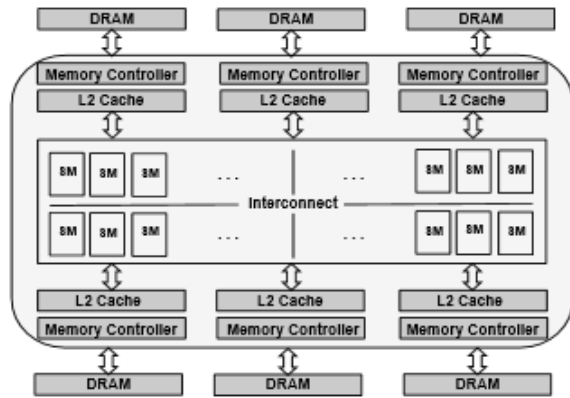 DRAM DRAM DRAM
Memory Controller Memory Controller Memory Controller
L2 Cache L2 Cache L2 Cache
SM SM SM ... ... SM SM SM
Interconnect
SM SM SM ... ... SM SM SM
L2 Cache L2 Cache L2 Cache
Memory Controller Memory Controller Memory Controller
DRAM DRAM DRAM